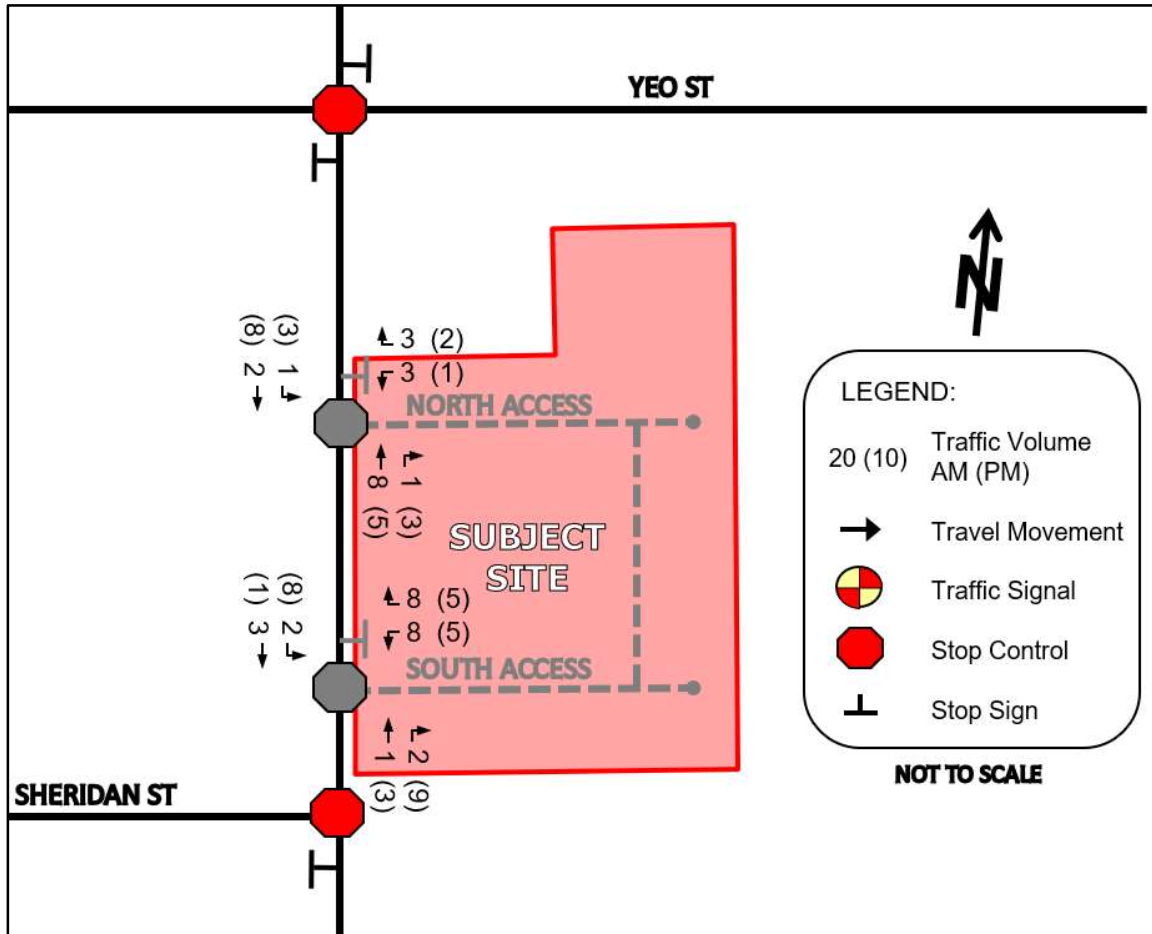 YEO ST
N
(3) 1
(8) 2
3 (2)
3 (1)
NORTH ACCESS
8 (5)
1 (3)
SUBJECT
SITE
(8) 2
(1) 3
8 (5)
8 (5)
SOUTH ACCESS
1 (3)
2 (9)
SHERIDAN ST
LEGEND:
20 (10) Traffic Volume
AM (PM)
Travel Movement
Traffic Signal
Stop Control
Stop Sign
NOT TO SCALE